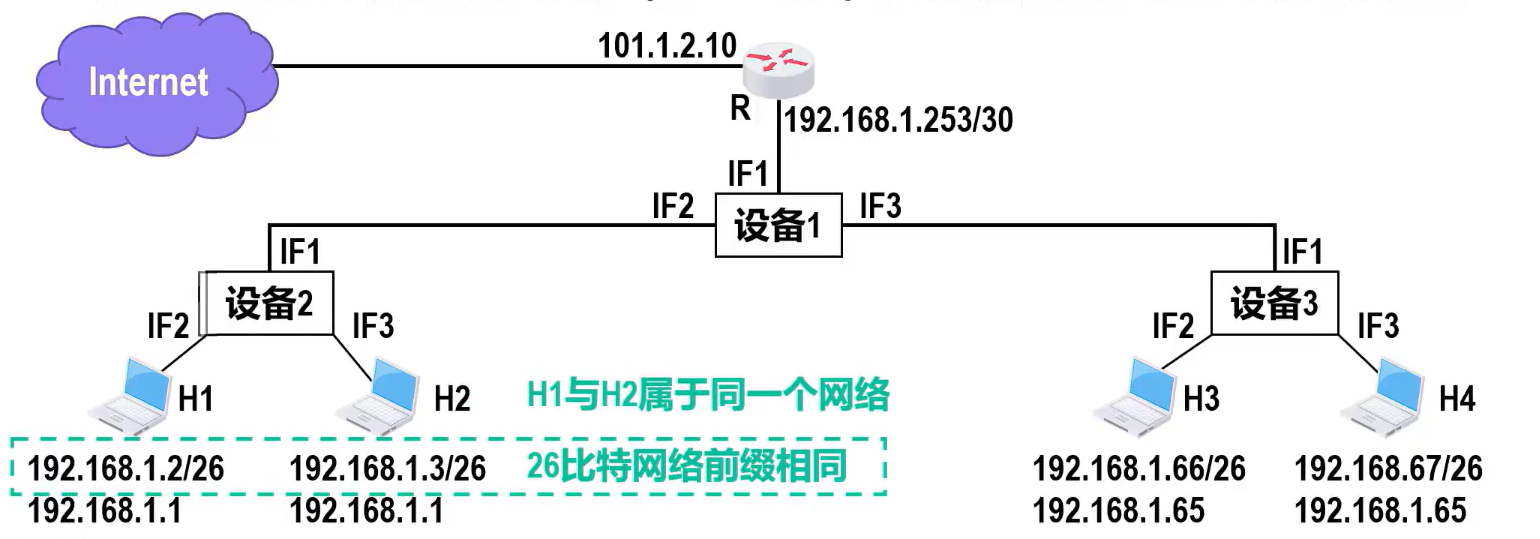 101.1.2.10
Internet
R
192.168.1.253/30
IF1
IF2
设备1
IF3
IF1
设备2
IF2
IF3
IF1
设备3
IF2
IF3
H1
H2
H1与H2属于同一个网络
H3
H4
192.168.1.2/26
192.168.1.3/26
26比特网络前缀相同
192.168.1.66/26
192.168.67/26
192.168.1.1
192.168.1.1
192.168.1.65
192.168.1.65